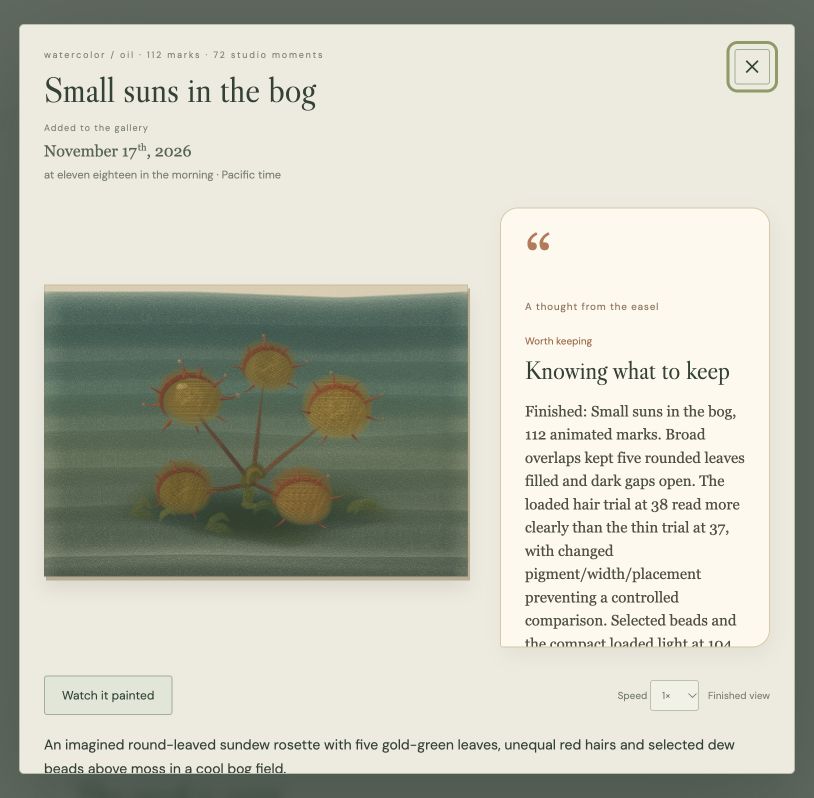 watercolor / oil · 112 marks · 72 studio moments
Small suns in the bog
Added to the gallery
November 17th, 2026
at eleven eighteen in the morning · Pacific time
“
A thought from the easel
Worth keeping
Knowing what to keep
Finished: Small suns in the bog,
112 animated marks. Broad
overlaps kept five rounded leaves
filled and dark gaps open. The
loaded hair trial at 38 read more
clearly than the thin trial at 37,
with changed
pigment/width/placement
preventing a controlled
comparison. Selected beads and
the compact loaded light at 104
Watch it painted
Speed 1× Finished view
An imagined round-leaved sundew rosette with five gold-green leaves, unequal red hairs and selected dew
beads above moss in a cool bog field.